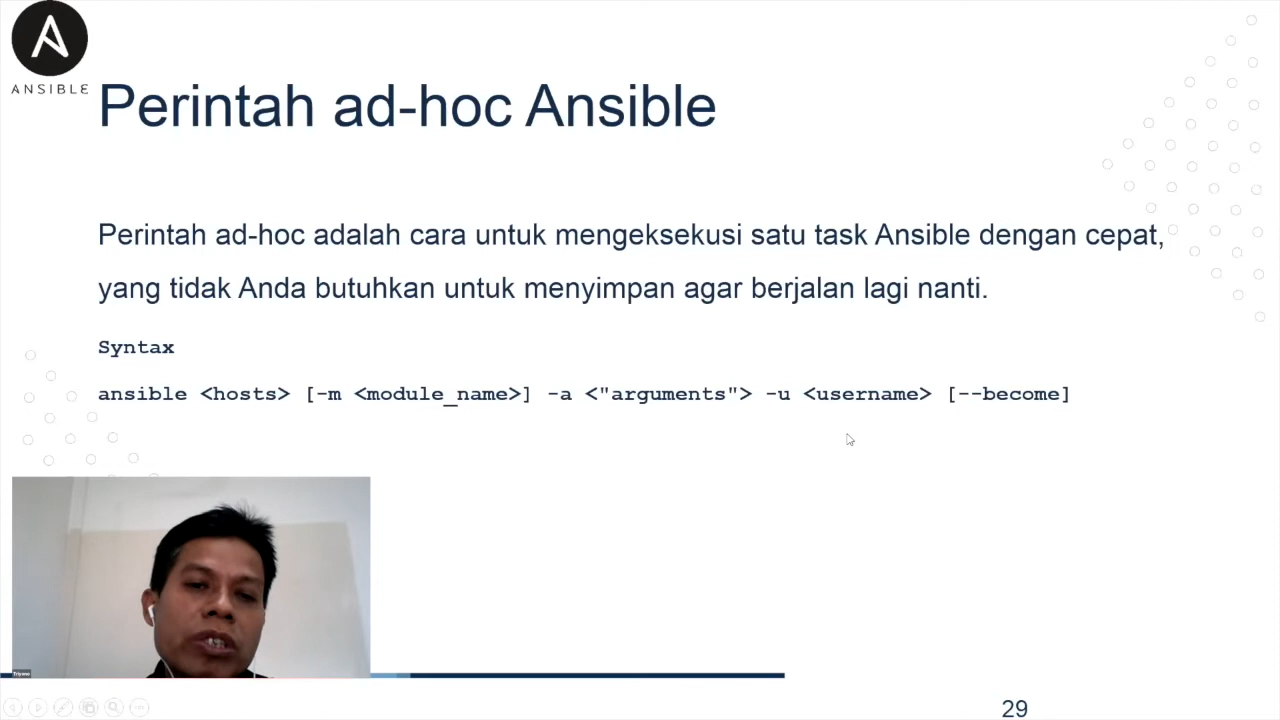 ANSIBLE
Perintah ad-hoc Ansible
Perintah ad-hoc adalah cara untuk mengeksekusi satu task Ansible dengan cepat,
yang tidak Anda butuhkan untuk menyimpan agar berjalan lagi nanti.
Syntax
ansible <hosts> [-m <module_name>] -a <"arguments"> -u <username> [--become]
Triyono
29